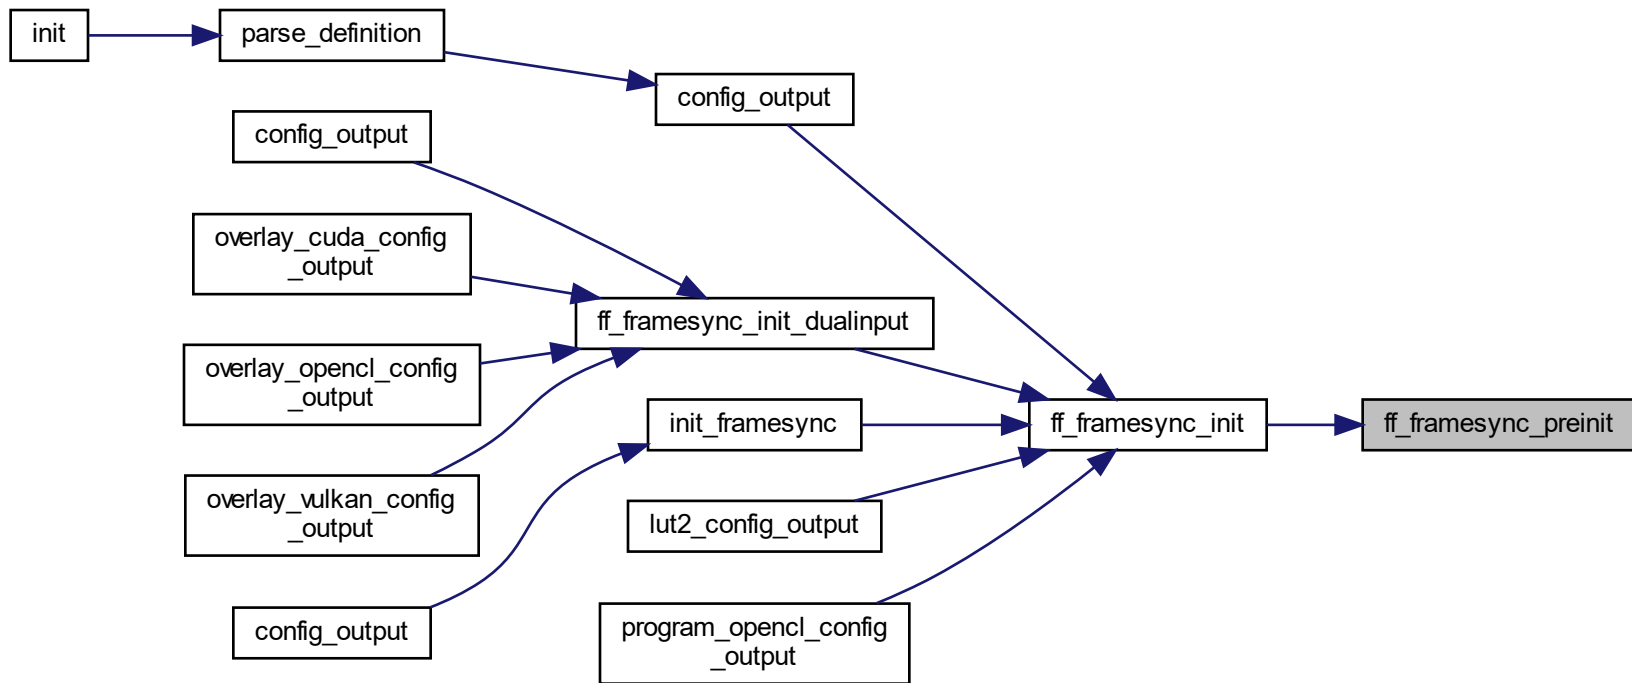 init
parse_definition
config_output
config_output
overlay_cuda_config
_output
ff_framesync_init_dualinput
overlay_opencl_config
_output
init_framesync
ff_framesync_init
ff_framesync_preinit
overlay_vulkan_config
_output
lut2_config_output
config_output
program_opencl_config
_output